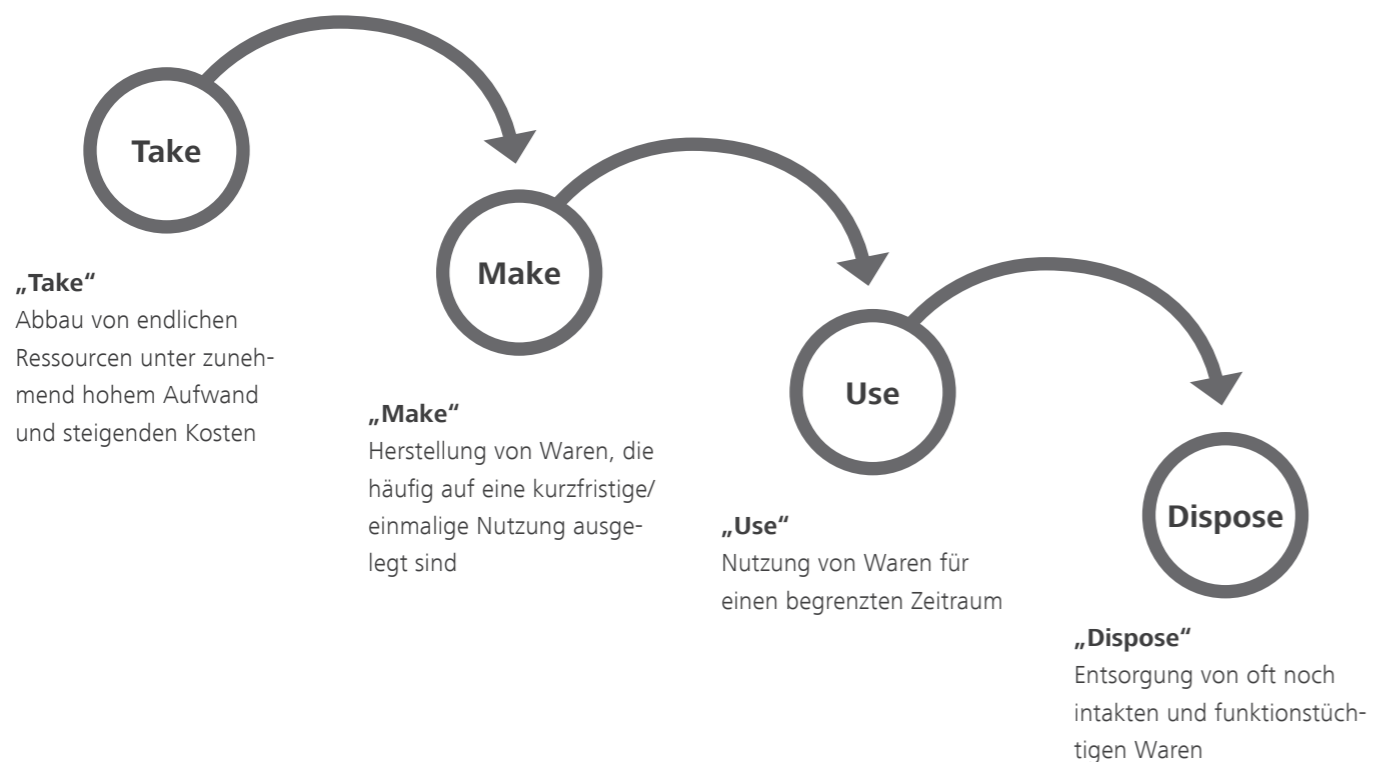 Take
„Take“
Abbau von endlichen
Ressourcen unter zuneh-
mend hohem Aufwand
und steigenden Kosten
Make
„Make“
Herstellung von Waren, die
häufig auf eine kurzfristige/
einmalige Nutzung ausge-
legt sind
Use
„Use“
Nutzung von Waren für
einen begrenzten Zeitraum
Dispose
„Dispose“
Entsorgung von oft noch
intakten und funktionstüch-
tigen Waren